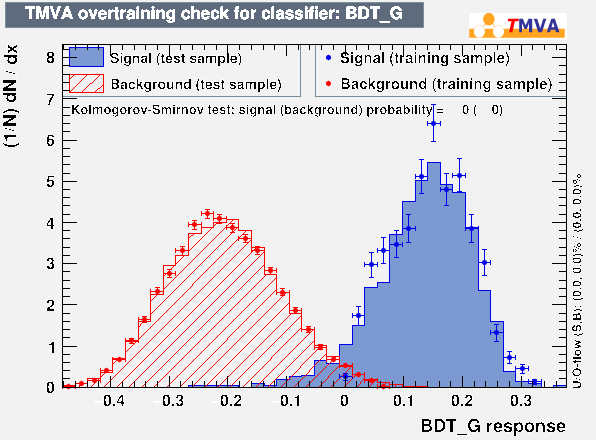 TMVA overtraining check for classifier: BDT_G
TMVA
Signal (test sample)
Background (test sample)
Signal (training sample)
Background (training sample)
Kolmogorov-Smirnov test: signal (background) probability = 0 ( 0)
(1/N) dN / dx
8
7
6
5
4
3
2
1
0
-0.4 -0.3 -0.2 -0.1 0 0.1 0.2 0.3
BDT_G response
U/O-flow (S,B): (0.0, 0.0)% / (0.0, 0.0)%